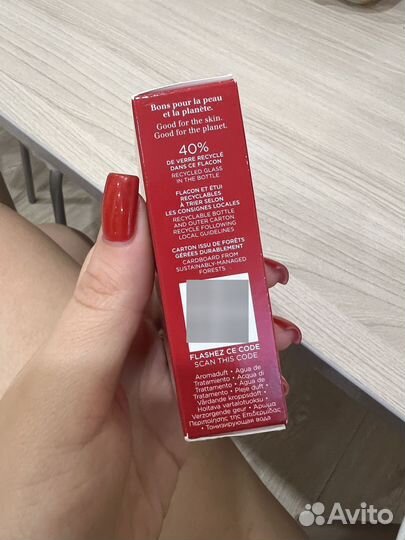 Bons pour la peau
et la planète.
Good for the skin.
Good for the planet.
40%
DE VERRE RECYCLÉ
DANS CE FLACON
RECYCLED GLASS
IN THE BOTTLE
FLACON ET ÉTUI
RECYCLABLES
À TRIER SELON
LES CONSIGNES LOCALES
RECYCLABLE BOTTLE
AND OUTER CARTON
RECYCLE FOLLOWING
LOCAL GUIDELINES
CARTON ISSU DE FORÊTS
GÉRÉES DURABLEMENT
CARDBOARD FROM
SUSTAINABLY-MANAGED
FORESTS
FLASHEZ CE CODE
SCAN THIS CODE
Aromaduft • Agua de
Tratamiento • Acqua di
Trattamento • Água de
Tratamento • Pleje duft •
Vårdande kroppsdoft •
Hoitava vartalotuoksu •
Verzorgende geur • Άρωμα
Περιποίησης της Επιδερμίδας
• Тонизирующая вода
Avito